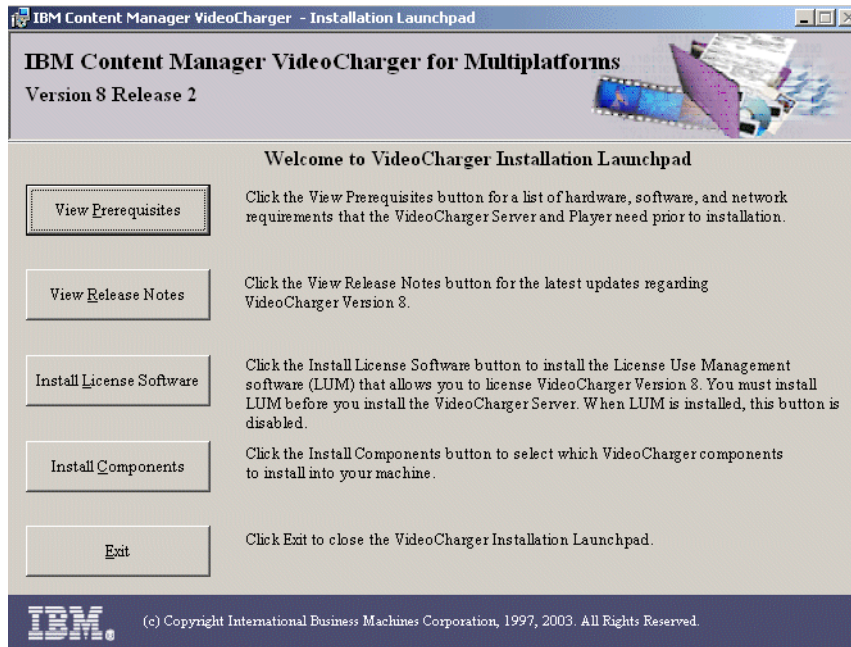 IBM Content Manager VideoCharger - Installation Launchpad
IBM Content Manager VideoCharger for Multiplatforms
Version 8 Release 2
Welcome to VideoCharger Installation Launchpad
View Prerequisites
Click the View Prerequisites button for a list of hardware, software, and network
requirements that the VideoCharger Server and Player need prior to installation.
View Release Notes
Click the View Release Notes button for the latest updates regarding
VideoCharger Version 8.
Install License Software
Click the Install License Software button to install the License Use Management
software (LUM) that allows you to license VideoCharger Version 8. You must install
LUM before you install the VideoCharger Server. When LUM is installed, this button is
disabled.
Install Components
Click the Install Components button to select which VideoCharger components
to install into your machine.
Exit
Click Exit to close the VideoCharger Installation Launchpad.
IBM®
(c) Copyright International Business Machines Corporation, 1997, 2003. All Rights Reserved.